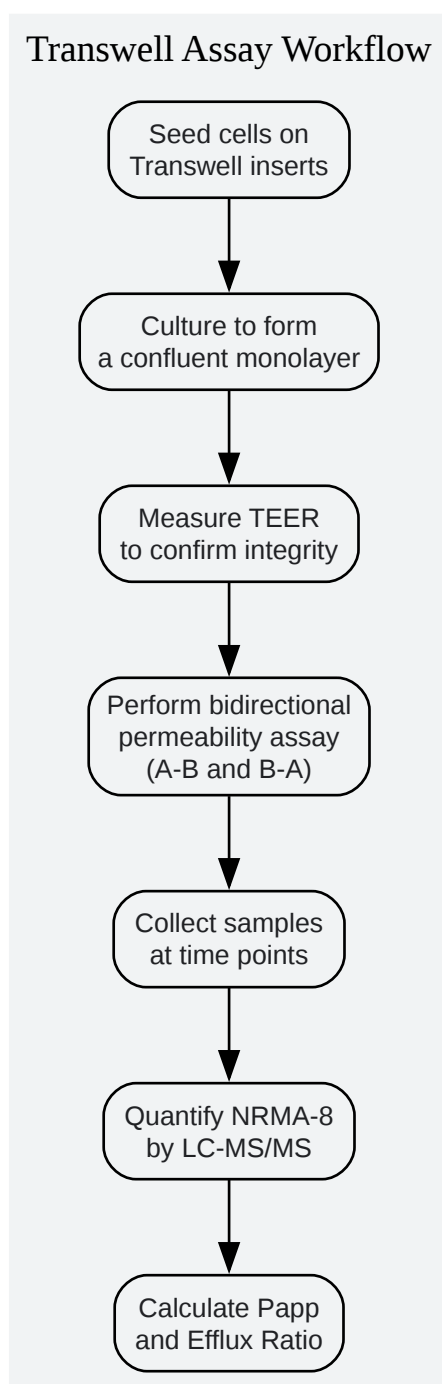 Transwell Assay Workflow
Seed cells on
Transwell inserts
Culture to form
a confluent monolayer
Measure TEER
to confirm integrity
Perform bidirectional
permeability assay
(A-B and B-A)
Collect samples
at time points
Quantify NRMA-8
by LC-MS/MS
Calculate Papp
and Efflux Ratio